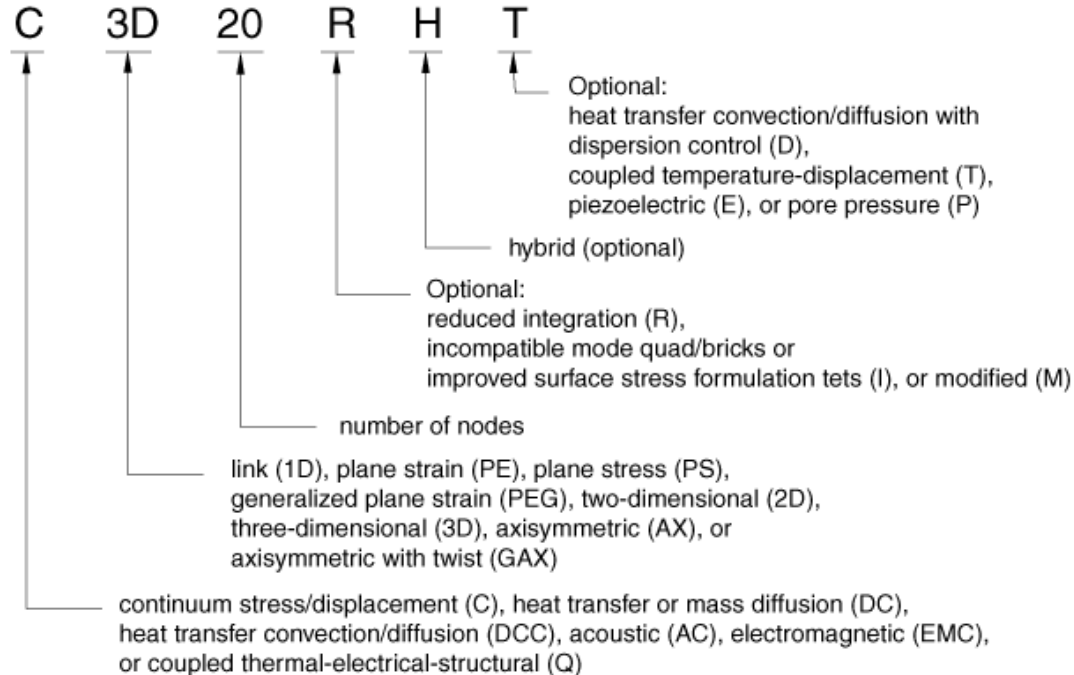 C 3D 20 R H T
Optional:
heat transfer convection/diffusion with
dispersion control (D),
coupled temperature-displacement (T),
piezoelectric (E), or pore pressure (P)
hybrid (optional)
Optional:
reduced integration (R),
incompatible mode quad/bricks or
improved surface stress formulation tets (I), or modified (M)
number of nodes
link (1D), plane strain (PE), plane stress (PS),
generalized plane strain (PEG), two-dimensional (2D),
three-dimensional (3D), axisymmetric (AX), or
axisymmetric with twist (GAX)
continuum stress/displacement (C), heat transfer or mass diffusion (DC),
heat transfer convection/diffusion (DCC), acoustic (AC), electromagnetic (EMC),
or coupled thermal-electrical-structural (Q)